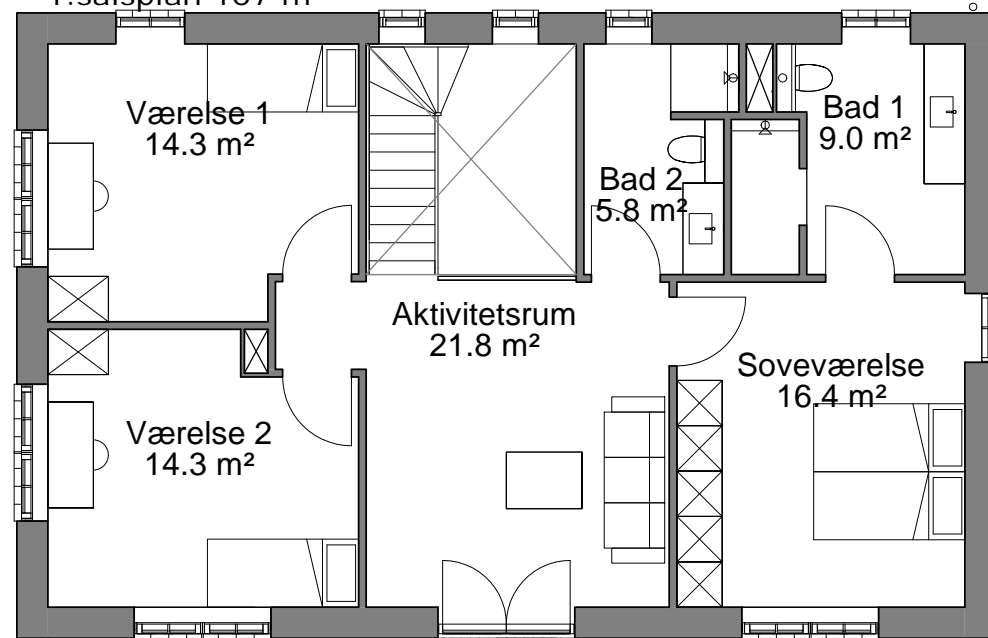 Værelse 1
14.3 m²
Bad 1
9.0 m²
Bad 2
5.8 m²
Aktivitetsrum
21.8 m²
Soveværelse
16.4 m²
Værelse 2
14.3 m²